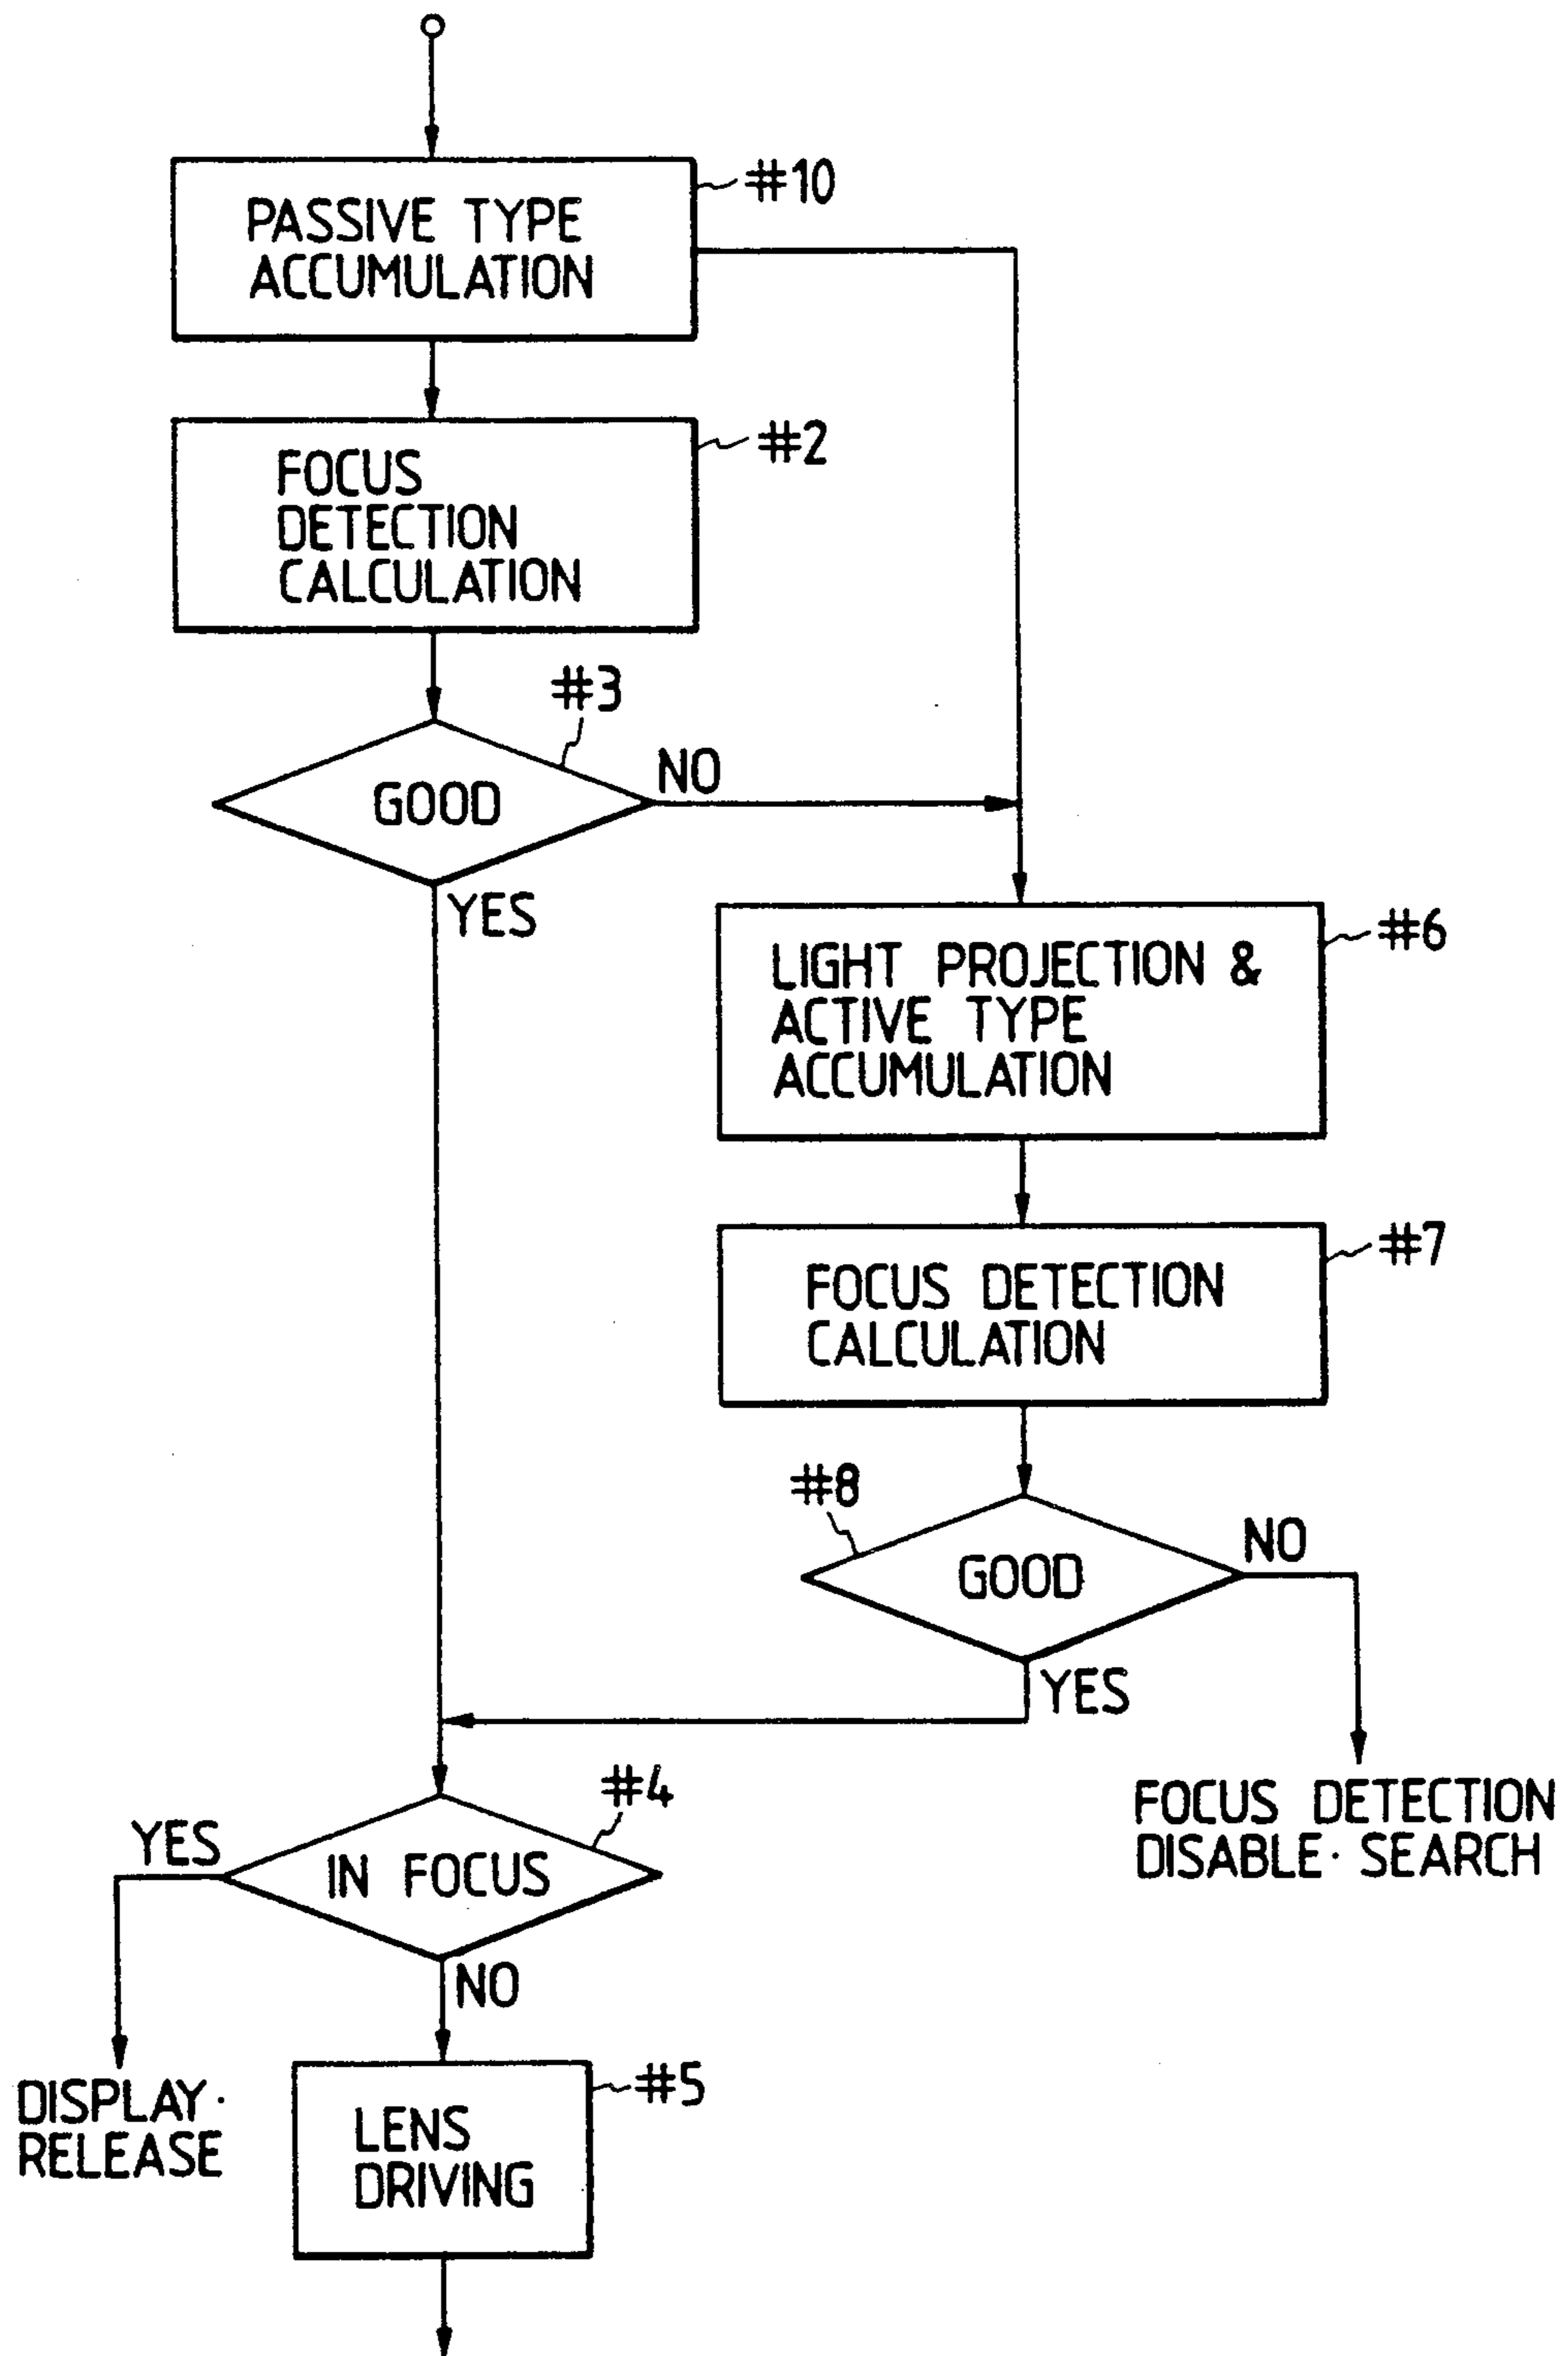 #10
PASSIVE TYPE
ACCUMULATION
#2
FOCUS
DETECTION
CALCULATION
#3
GOOD
NO
YES
#6
LIGHT PROJECTION &
ACTIVE TYPE
ACCUMULATION
#7
FOCUS DETECTION
CALCULATION
#8
GOOD
NO
YES
FOCUS DETECTION
DISABLE· SEARCH
#4
YES
IN FOCUS
NO
DISPLAY·
RELEASE
#5
LENS
DRIVING